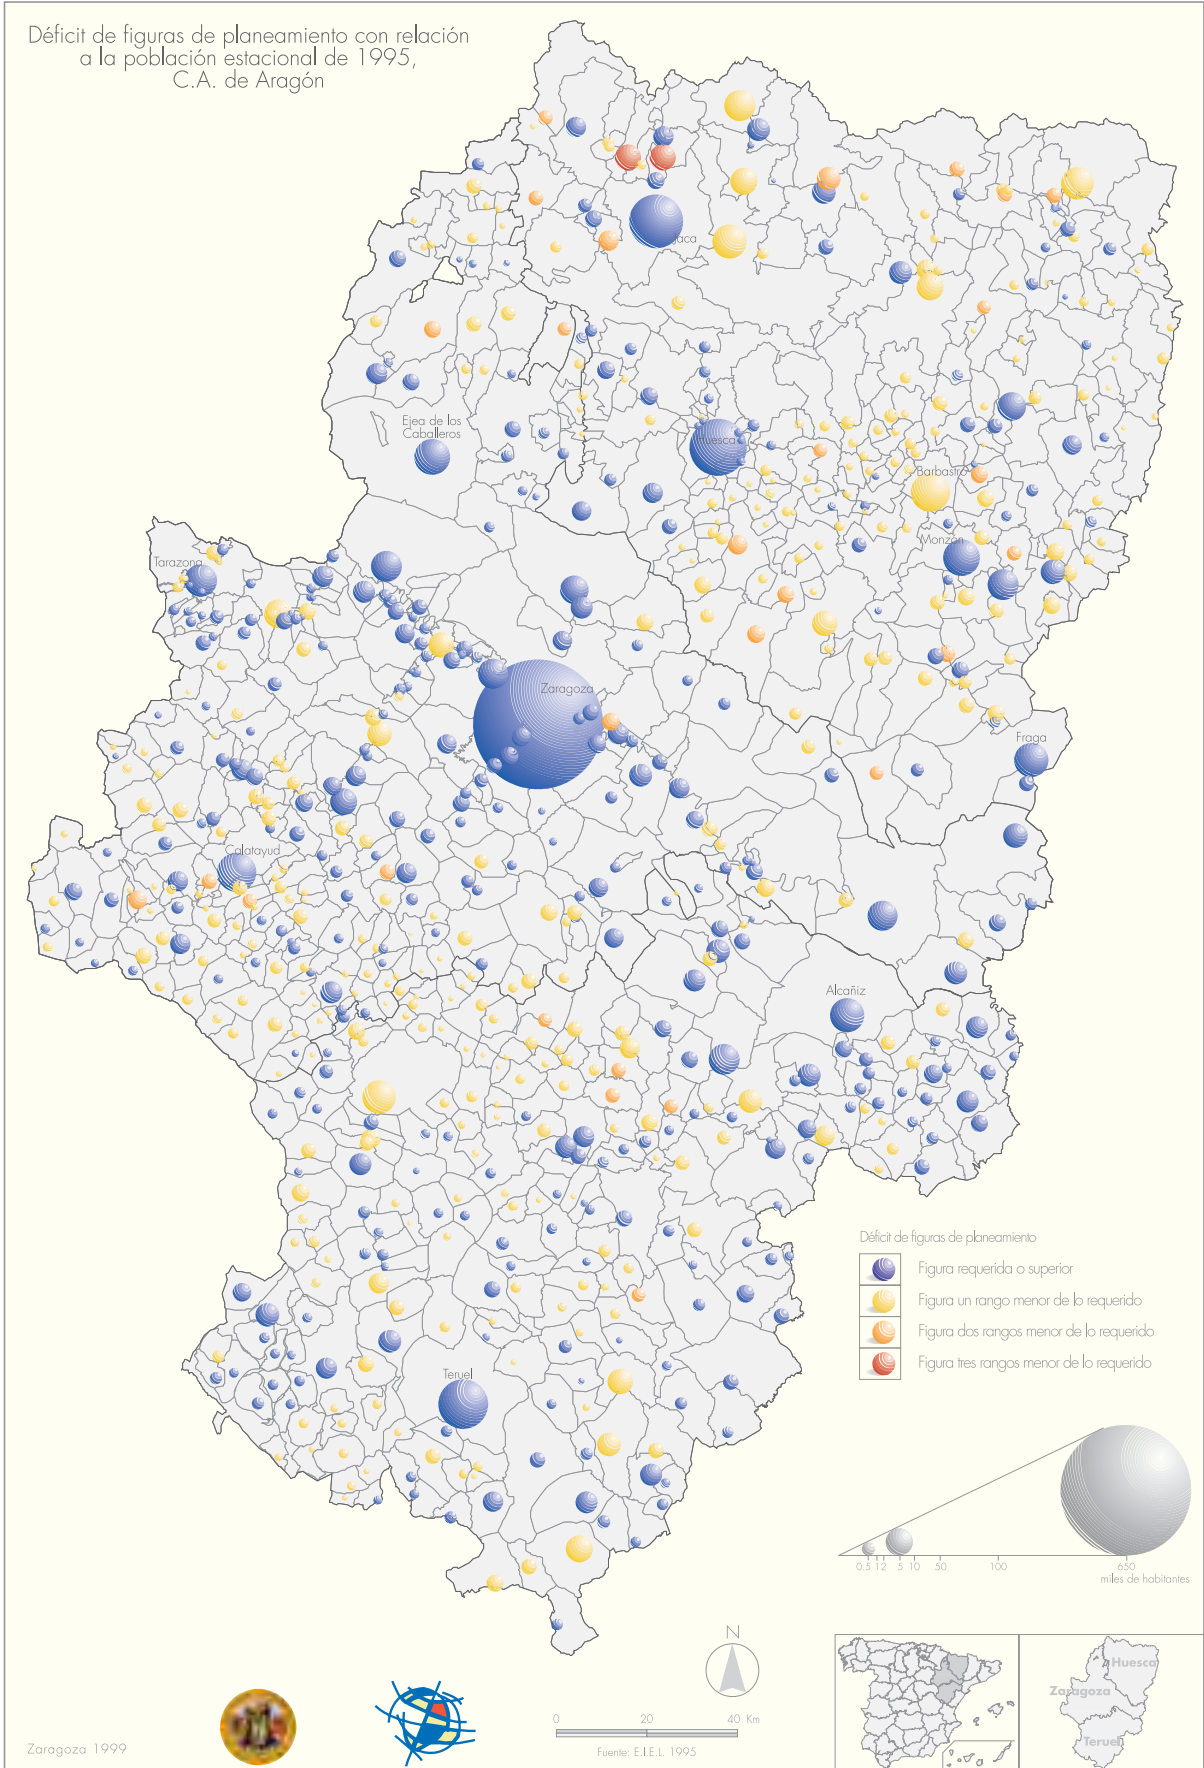 Déficit de figuras de planeamiento con relación
a la población estacional de 1995,
C.A. de Aragón
Jaca
Ejea de los
Caballeros
Huesca
Barbastro
Monzón
Tarazona
Zaragoza
Fraga
Calatayud
Alcañiz
Teruel
Déficit de figuras de planeamiento
Figura requerida o superior
Figura un rango menor de lo requerido
Figura dos rangos menor de lo requerido
Figura tres rangos menor de lo requerido
0.5 1 2 5 10 50 100 650
miles de habitantes
N
0 20 40 Km
Fuente: E.I.E.L. 1995
Zaragoza 1999
Huesca
Zaragoza
Teruel